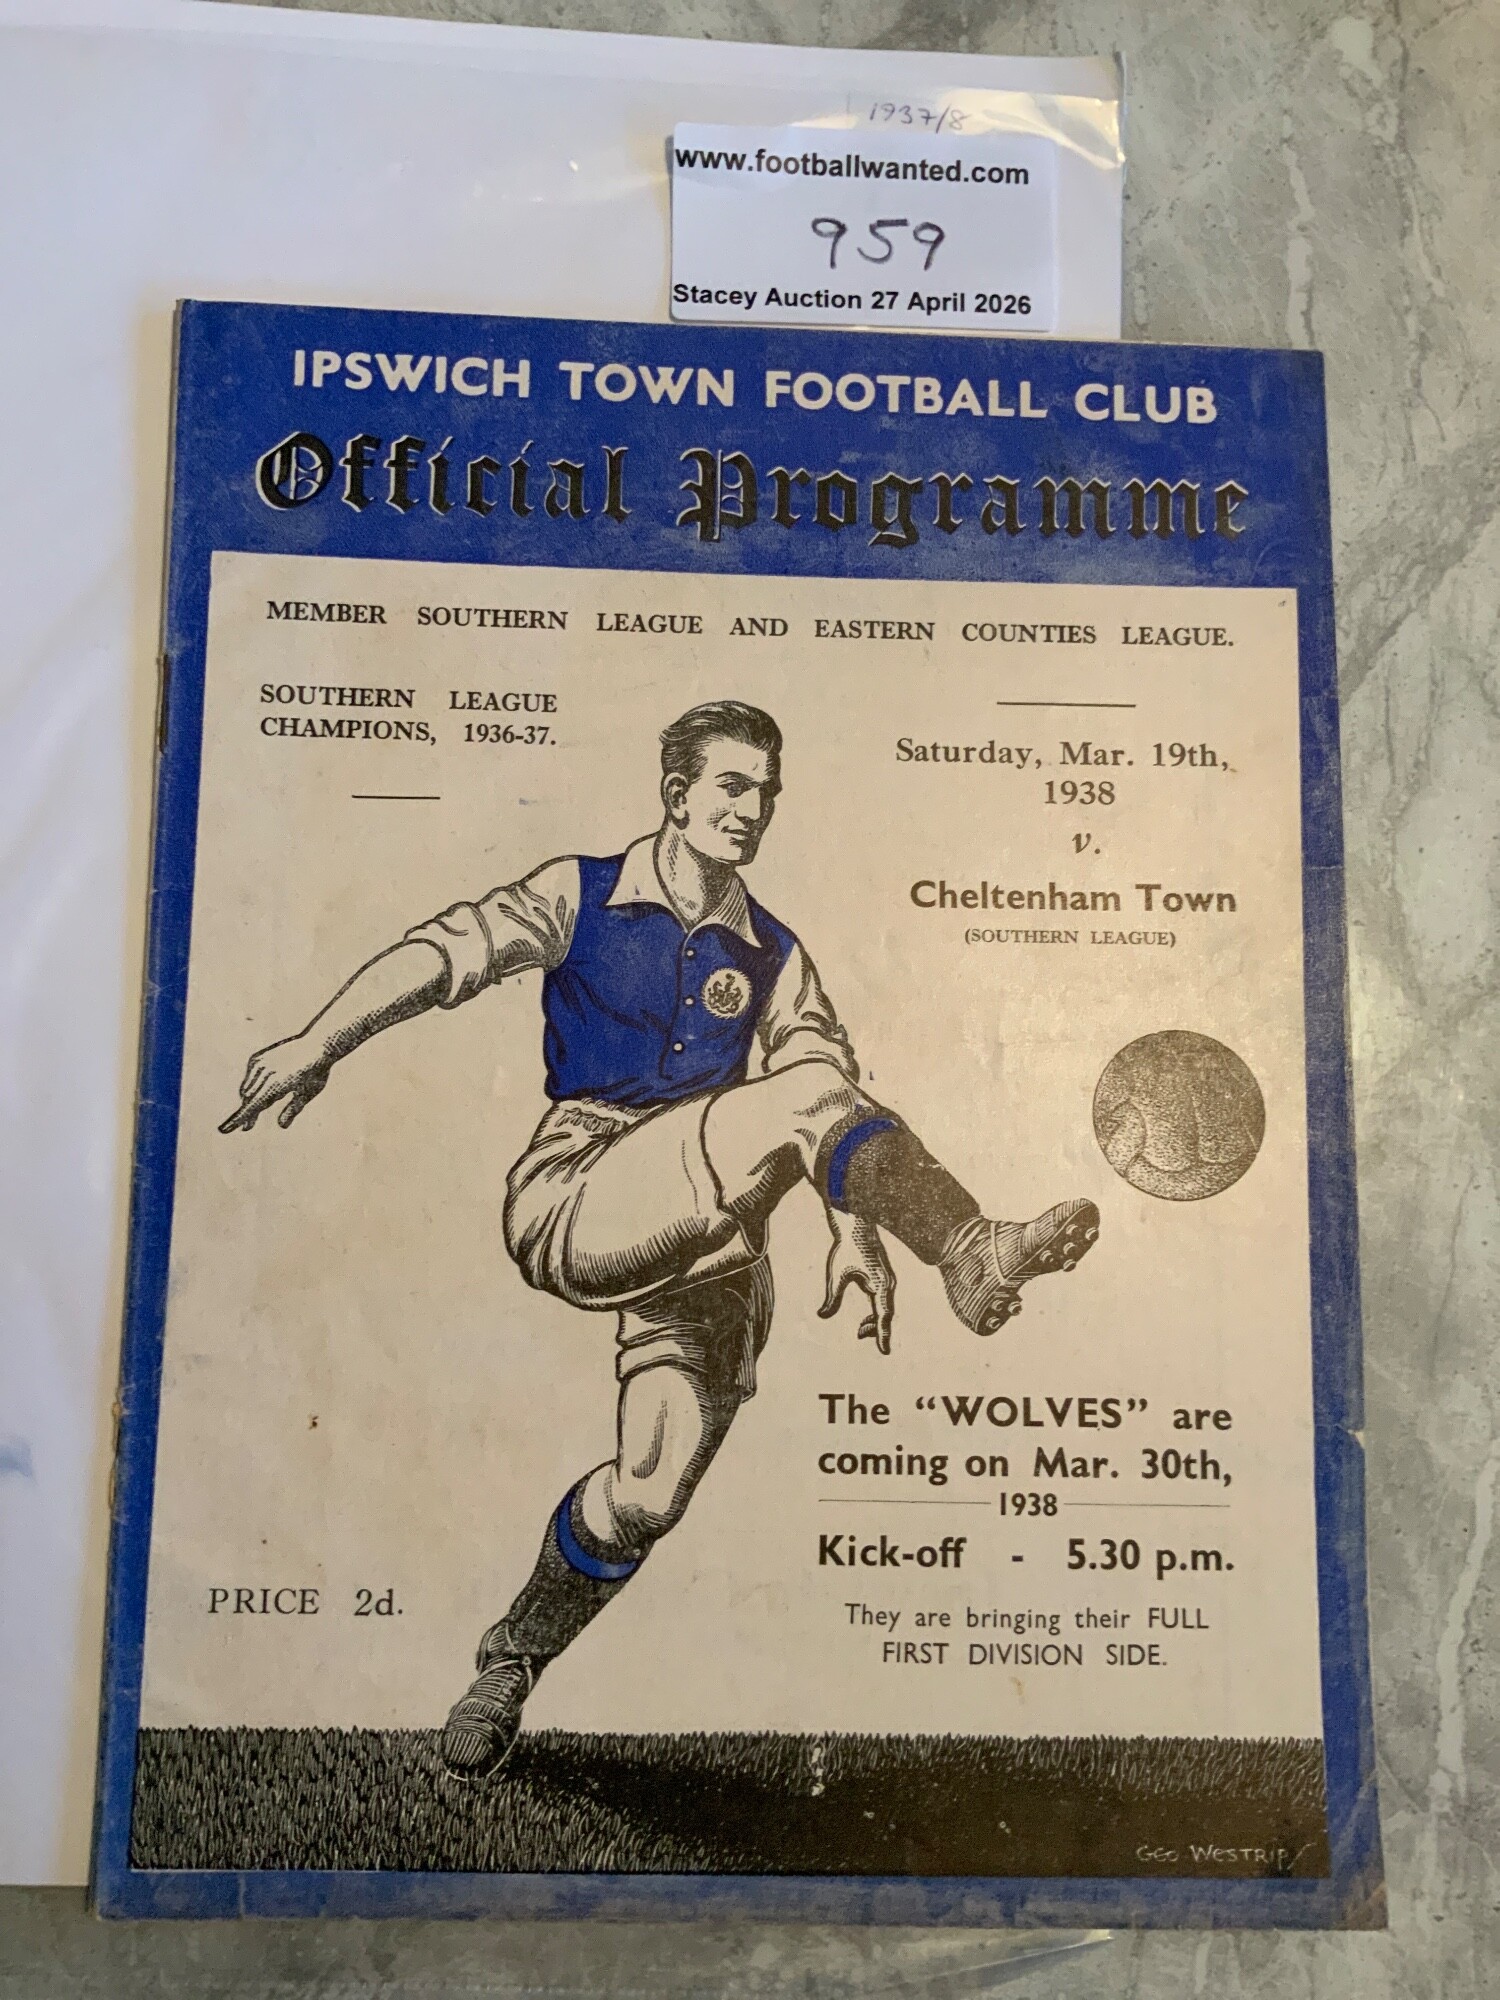 1937/8
www.footballwanted.com
959
Stacey Auction 27 April 2026
IPSWICH TOWN FOOTBALL CLUB
Official Programme
MEMBER SOUTHERN LEAGUE AND EASTERN COUNTIES LEAGUE.
SOUTHERN LEAGUE
CHAMPIONS, 1936-37.
Saturday, Mar. 19th,
1938
v.
Cheltenham Town
(SOUTHERN LEAGUE)
The "WOLVES" are
coming on Mar. 30th,
1938
Kick-off - 5.30 p.m.
They are bringing their FULL
FIRST DIVISION SIDE.
PRICE 2d.
GEO WESTRIP